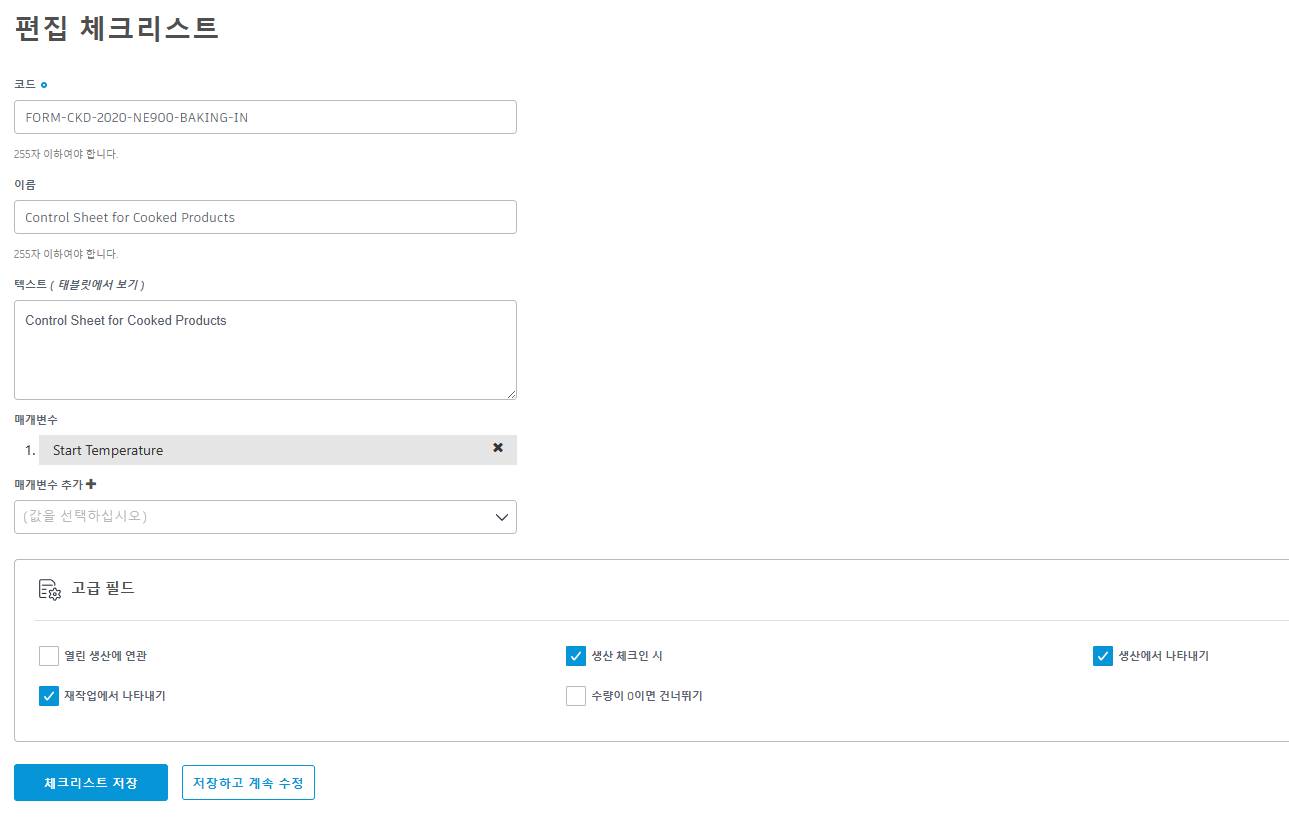 편집 체크리스트
코드
FORM-CKD-2020-NE900-BAKING-IN
255자 이하여야 합니다.
이름
Control Sheet for Cooked Products
255자 이하여야 합니다.
텍스트 ( 태블릿에서 보기 )
Control Sheet for Cooked Products
매개변수
1. Start Temperature
매개변수 추가
(값을 선택하십시오)
고급 필드
열린 생산에 연관 생산 체크인 시 생산에서 나타내기
재작업에서 나타내기 수량이 0이면 건너뛰기
체크리스트 저장 저장하고 계속 수정